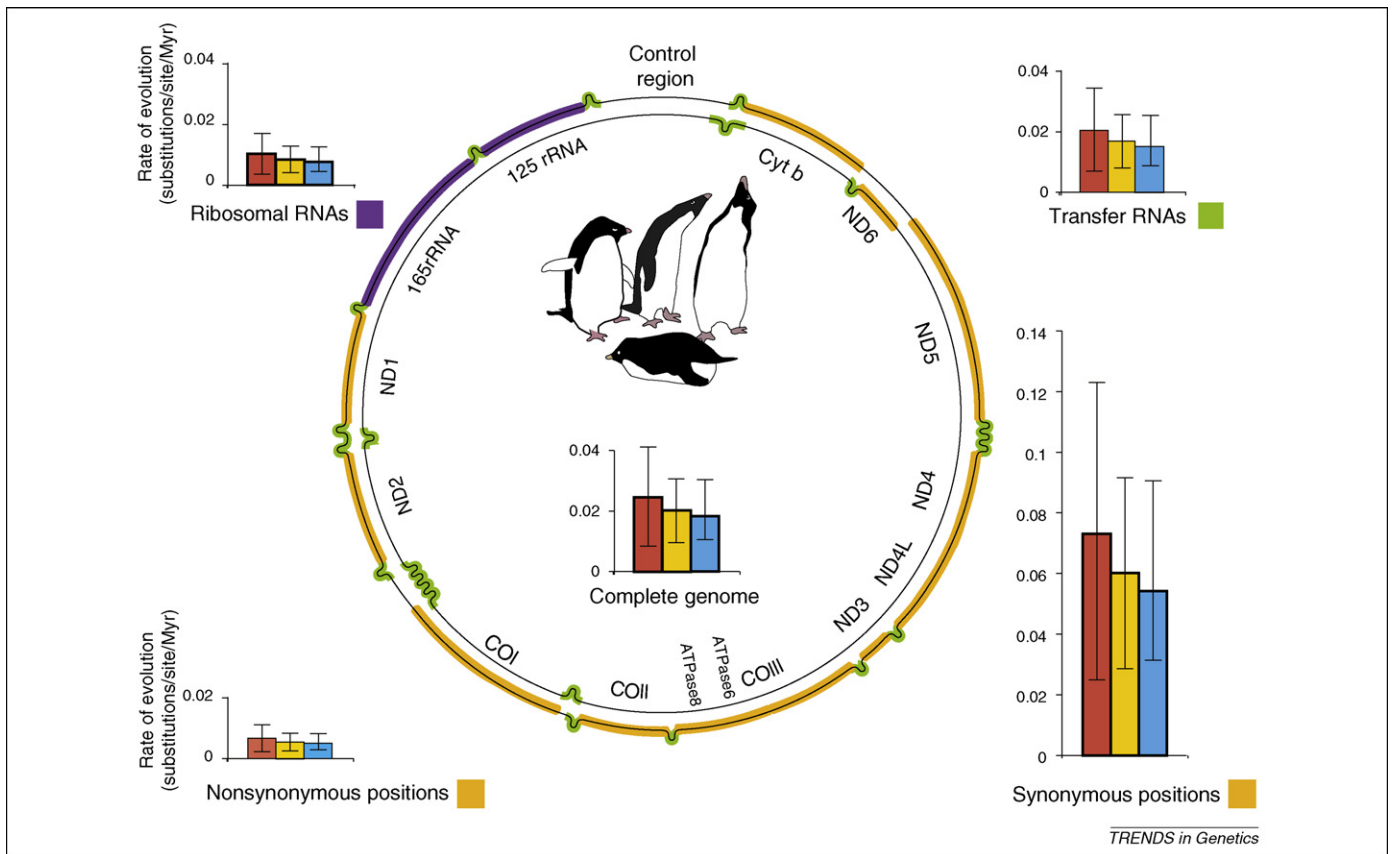 Rate of evolution
(substitutions/site/Myr)
0.04
0.02
0
Ribosomal RNAs
Control
region
0.04
0.02
0
Transfer RNAs
125 rRNA
165rRNA
Cyt b
ND6
ND5
ND1
ND2
ND4
ND4L
ND3
COI
COII
ATPase8
ATPase6
COIII
0.04
0.02
0
Complete genome
Rate of evolution
(substitutions/site/Myr)
0.02
0
Nonsynonymous positions
0.14
0.12
0.1
0.08
0.06
0.04
0.02
0
Synonymous positions
TRENDS in Genetics